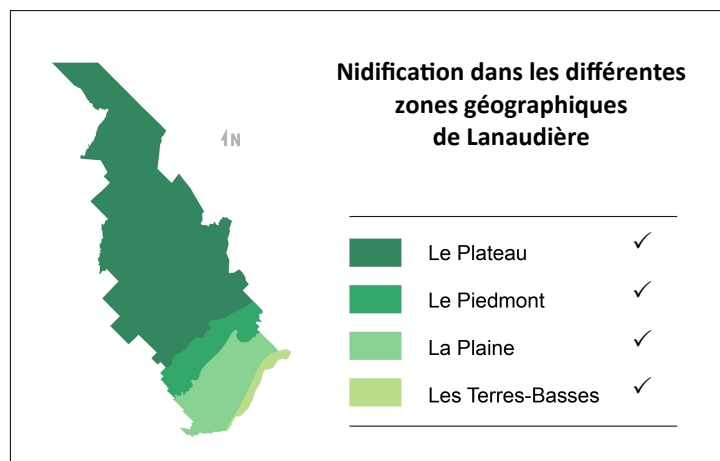 Nidification dans les différentes
zones géographiques
de Lanaudière
N
Le Plateau ✓
Le Piedmont ✓
La Plaine ✓
Les Terres-Basses ✓